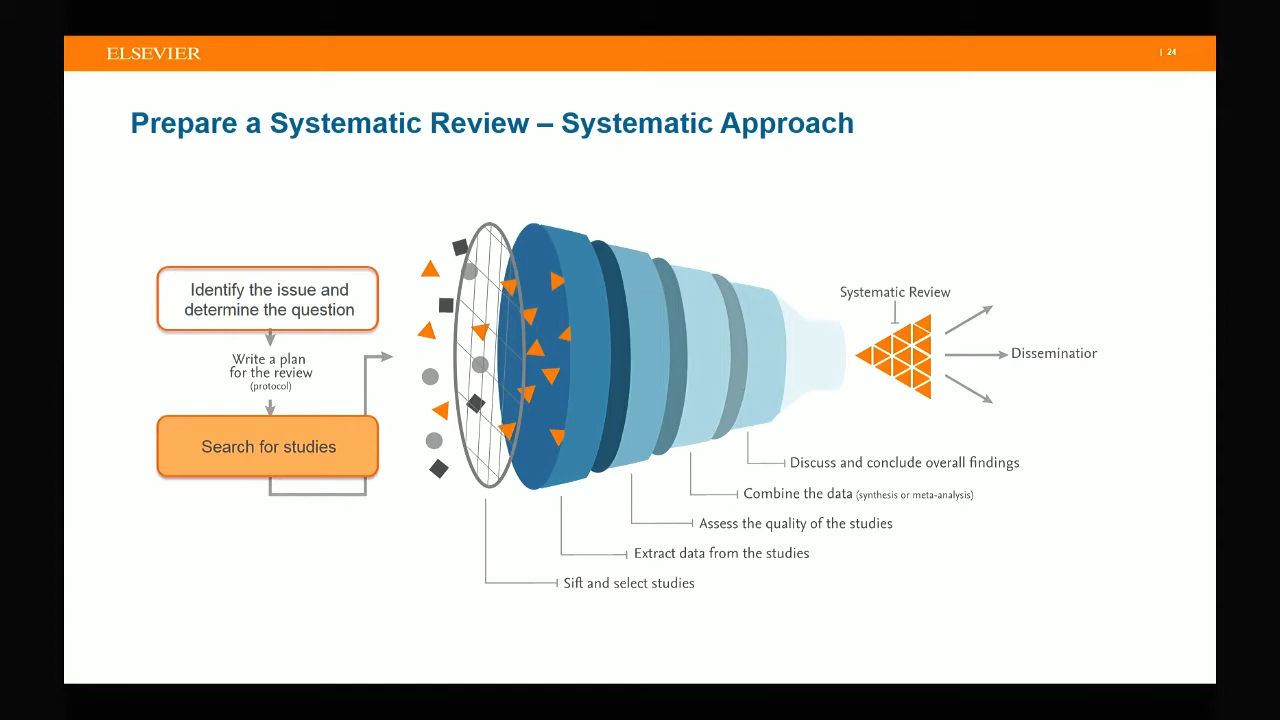 ELSEVIER
| 24
Prepare a Systematic Review – Systematic Approach
Identify the issue and
determine the question
Write a plan
for the review
(protocol)
Search for studies
Systematic Review
Disseminatior
Discuss and conclude overall findings
Combine the data (synthesis or meta-analysis)
Assess the quality of the studies
Extract data from the studies
Sift and select studies